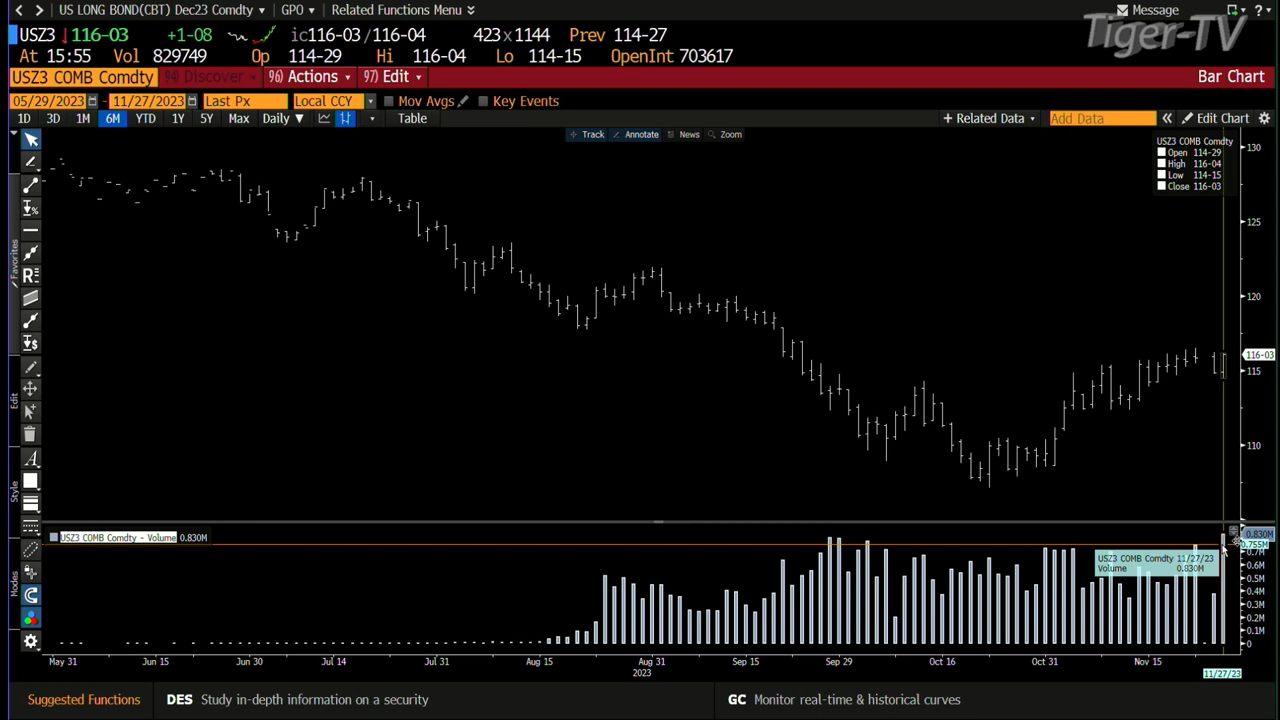 US LONG BOND(CBT) Dec23 Comdty GPO Related Functions Menu Message
Tiger-TV
USZ3 116-03 +1-08 ic116-03/116-04 423x1144 Prev 114-27
At 15:55 Vol 829749 Op 114-29 Hi 116-04 Lo 114-15 OpenInt 703617
USZ3 COMB Comdty 94) Discover 96) Actions 97) Edit Bar Chart
05/29/2023 - 11/27/2023 Last Px Local CCY Mov Avgs Key Events
1D 3D 1M 6M YTD 1Y 5Y Max Daily ▼ Table + Related Data Add Data « Edit Chart
Track Annotate News Zoom
USZ3 COMB Comdty
Open 114-29
High 116-04
Low 114-15
Close 116-03
130
125
120
116-03
115
110
Favorites
Edit
Style
Modes
USZ3 COMB Comdty - Volume 0.830M
0.830M
0.755M
0.7M
0.6M
0.5M
0.4M
0.3M
0.2M
0.1M
0
USZ3 COMB Comdty 11/27/23
Volume 0.830M
May 31 Jun 15 Jun 30 Jul 14 Jul 31 Aug 15 Aug 31 Sep 15 Sep 29 Oct 16 Oct 31 Nov 15
2023
11/27/23
Suggested Functions DES Study in-depth information on a security GC Monitor real-time & historical curves